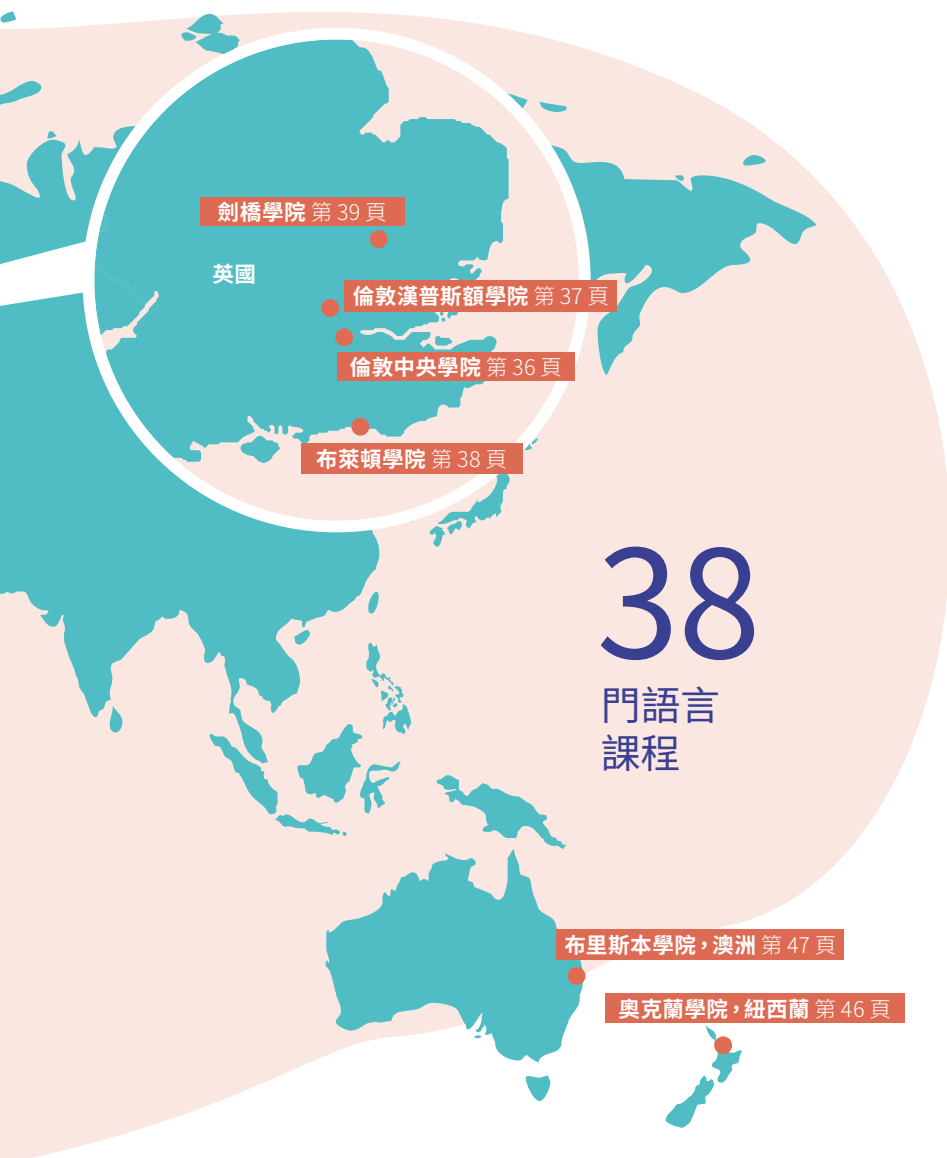 劍橋學院 第 39 頁
英國
倫敦漢普斯額學院 第 37 頁
倫敦中央學院 第 36 頁
布萊頓學院 第 38 頁
38
門語言
課程
布里斯本學院，澳洲 第 47 頁
奧克蘭學院，紐西蘭 第 46 頁